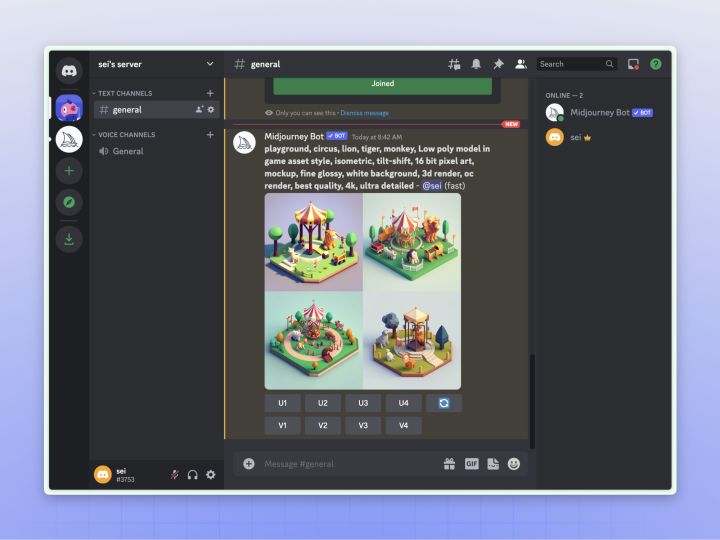 sei's server
TEXT CHANNELS
general
VOICE CHANNELS
General
sei
#3753
general
Search
Joined
Only you can see this • Dismiss message
NEW
Midjourney Bot ✓ BOT Today at 8:42 AM
playground, circus, lion, tiger, monkey, Low poly model in
game asset style, isometric, tilt-shift, 16 bit pixel art,
mockup, fine glossy, white background, 3d render, oc
render, best quality, 4k, ultra detailed - @sei (fast)
U1 U2 U3 U4
V1 V2 V3 V4
Message #general
GIF
ONLINE — 2
Midjourney Bot ✓ BOT
sei